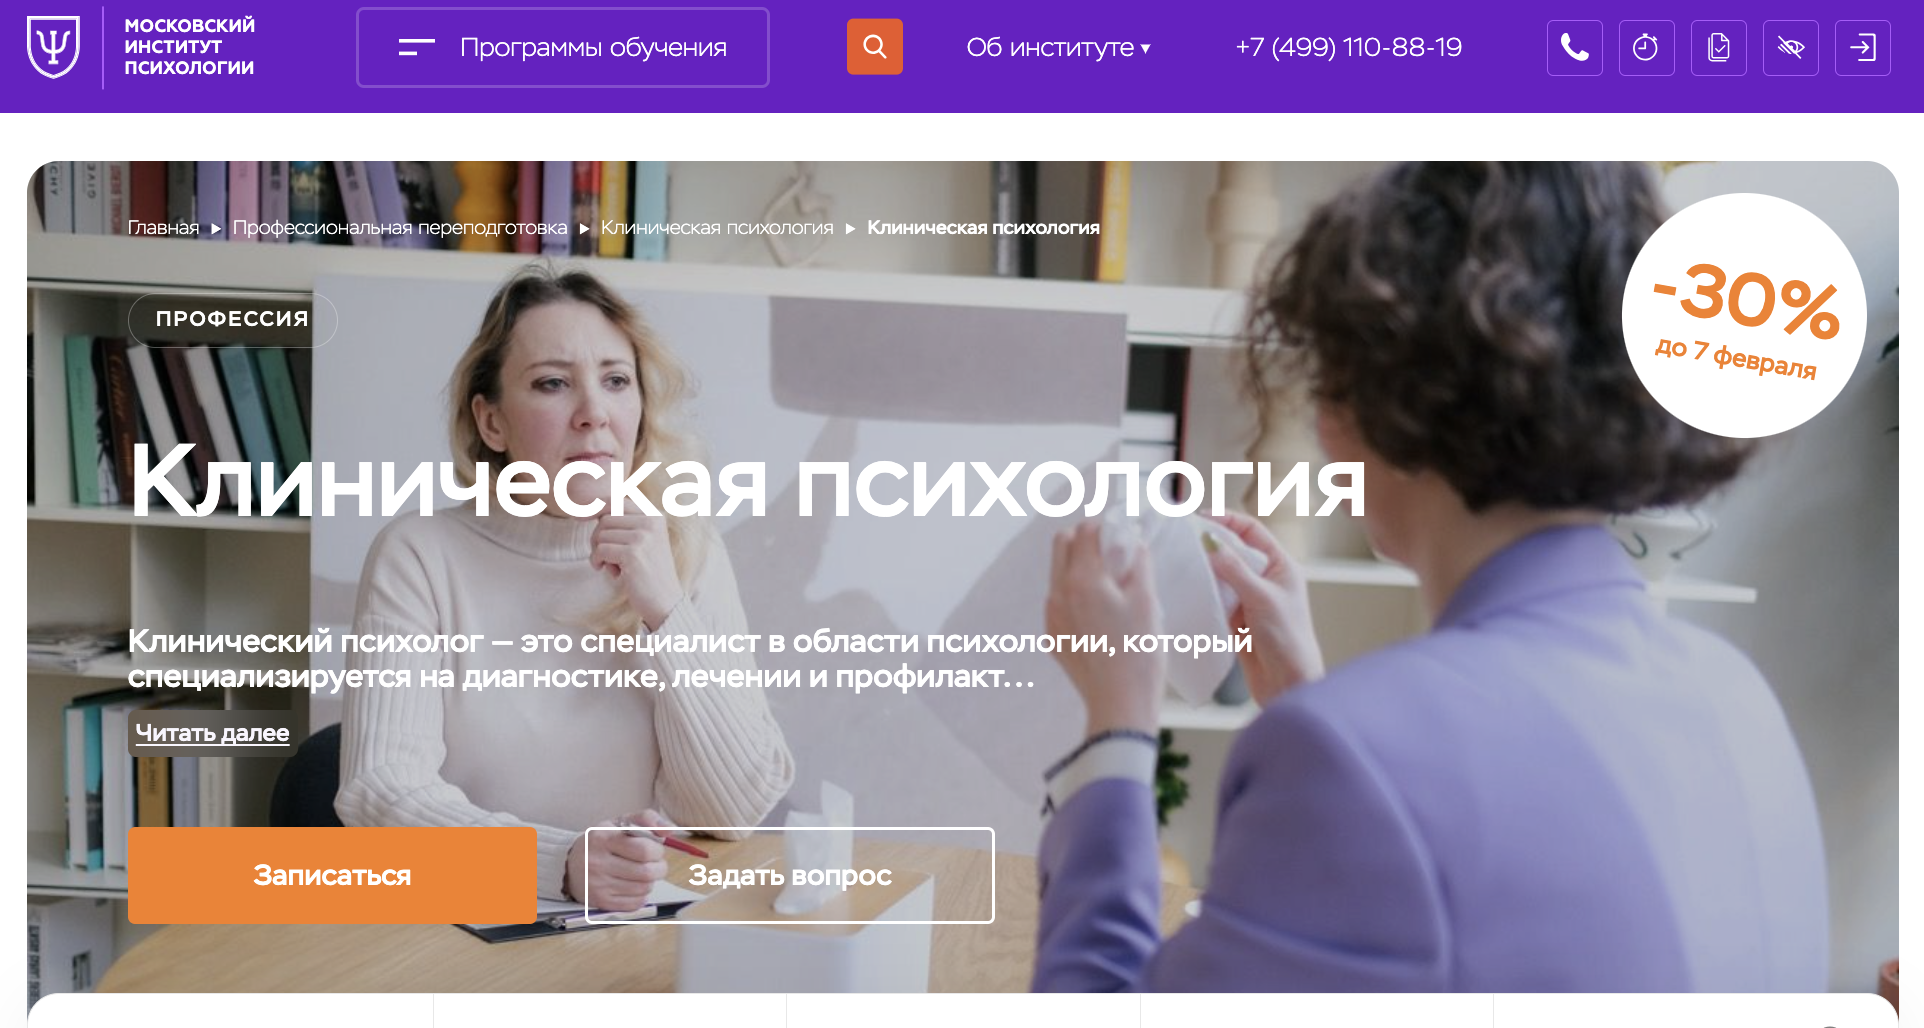 МОСКОВСКИЙ
ИНСТИТУТ
ПСИХОЛОГИИ
Программы обучения
Об институте
+7 (499) 110-88-19
Главная
Профессиональная переподготовка
Клиническая психология
Клиническая психология
-30%
до 7 февраля
ПРОФЕССИЯ
Клиническая психология
Клинический психолог — это специалист в области психологии, который
специализируется на диагностике, лечении и профилакт...
Читать далее
Записаться
Задать вопрос